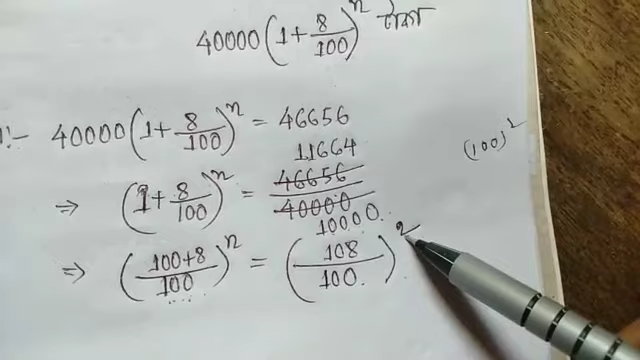 40000(1+8/100)^n টাকা
1:- 40000(1+8/100)^n = 46656
(100)^2
11664
⇒ (1+8/100)^n = 46656/40000
10000
⇒ (100+8/100)^n = (108/100)^2